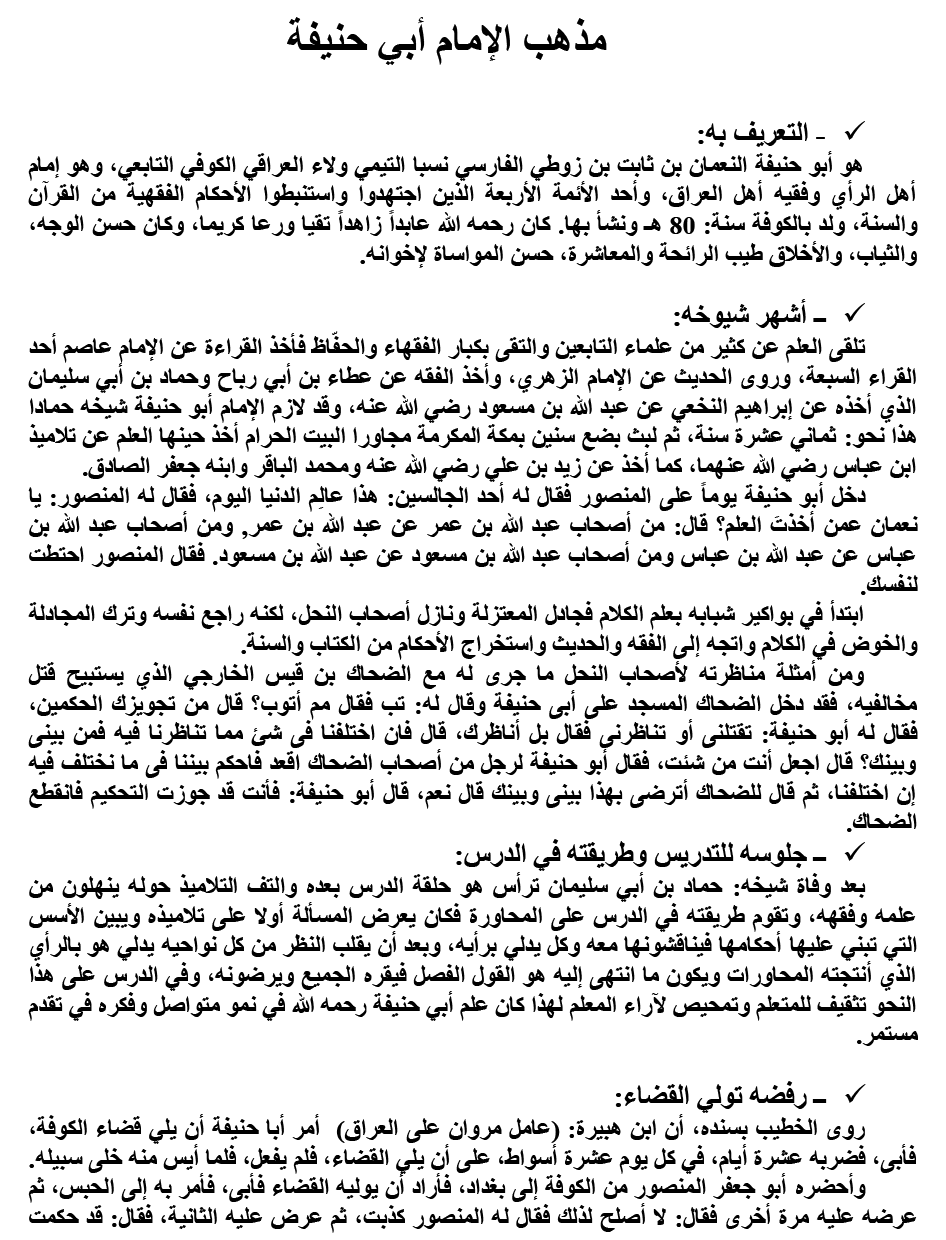 مذهب الإمام أبي حنيفة
✓ - التعريف به:
هو أبو حنيفة النعمان بن ثابت بن زوطي الفارسي نسبا التيمي ولاء العراقي الكوفي التابعي، وهو إمام
أهل الرأي وفقيه أهل العراق، وأحد الأئمة الأربعة الذين اجتهدوا واستنبطوا الأحكام الفقهية من القرآن
والسنة، ولد بالكوفة سنة: 80 هـ ونشأ بها. كان رحمه الله عابداً زاهداً تقيا ورعا كريما، وكان حسن الوجه،
والثياب، والأخلاق طيب الرائحة والمعاشرة، حسن المواساة لإخوانه.
✓ ــ أشهر شيوخه:
تلقى العلم عن كثير من علماء التابعين والتقى بكبار الفقهاء والحفّاظ فأخذ القراءة عن الإمام عاصم أحد
القراء السبعة، وروى الحديث عن الإمام الزهري، وأخذ الفقه عن عطاء بن أبي رباح وحماد بن أبي سليمان
الذي أخذه عن إبراهيم النخعي عن عبد الله بن مسعود رضي الله عنه، وقد لازم الإمام أبو حنيفة شيخه حمادا
هذا نحو: ثماني عشرة سنة، ثم لبث بضع سنين بمكة المكرمة مجاورا البيت الحرام أخذ حينها العلم عن تلاميذ
ابن عباس رضي الله عنهما، كما أخذ عن زيد بن علي رضي الله عنه ومحمد الباقر وابنه جعفر الصادق.
دخل أبو حنيفة يوماً على المنصور فقال له أحد الجالسين: هذا عالِم الدنيا اليوم، فقال له المنصور: يا
نعمان عمن أخذتَ العلم؟ قال: من أصحاب عبد الله بن عمر عن عبد الله بن عمر, ومن أصحاب عبد الله بن
عباس عن عبد الله بن عباس ومن أصحاب عبد الله بن مسعود عن عبد الله بن مسعود. فقال المنصور احتطت
لنفسك.
ابتدأ في بواكير شبابه بعلم الكلام فجادل المعتزلة ونازل أصحاب النحل، لكنه راجع نفسه وترك المجادلة
والخوض في الكلام واتجه إلى الفقه والحديث واستخراج الأحكام من الكتاب والسنة.
ومن أمثلة مناظرته لأصحاب النحل ما جرى له مع الضحاك بن قيس الخارجي الذي يستبيح قتل
مخالفيه، فقد دخل الضحاك المسجد على أبى حنيفة وقال له: تب فقال مم أتوب؟ قال من تجويزك الحكمين،
فقال له أبو حنيفة: تقتلنى أو تناظرنى فقال بل أناظرك، قال فان اختلفنا فى شئ مما تناظرنا فيه فمن بينى
وبينك؟ قال اجعل أنت من شئت، فقال أبو حنيفة لرجل من أصحاب الضحاك اقعد فاحكم بيننا فى ما نختلف فيه
إن اختلفنا، ثم قال للضحاك أترضى بهذا بينى وبينك قال نعم، قال أبو حنيفة: فأنت قد جوزت التحكيم فانقطع
الضحاك.
✓ ــ جلوسه للتدريس وطريقته في الدرس:
بعد وفاة شيخه: حماد بن أبي سليمان ترأس هو حلقة الدرس بعده والتف التلاميذ حوله ينهلون من
علمه وفقهه، وتقوم طريقته في الدرس على المحاورة فكان يعرض المسألة أولا على تلاميذه ويبين الأسس
التي تبني عليها أحكامها فيناقشونها معه وكل يدلي برأيه، وبعد أن يقلب النظر من كل نواحيه يدلي هو بالرأي
الذي أنتجته المحاورات ويكون ما انتهى إليه هو القول الفصل فيقره الجميع ويرضونه، وفي الدرس على هذا
النحو تثقيف للمتعلم وتمحيص لآراء المعلم لهذا كان علم أبي حنيفة رحمه الله في نمو متواصل وفكره في تقدم
مستمر.
✓ ــ رفضه تولي القضاء:
روى الخطيب بسنده، أن ابن هبيرة: (عامل مروان على العراق) أمر أبا حنيفة أن يلي قضاء الكوفة،
فأبى، فضربه عشرة أيام، في كل يوم عشرة أسواط، على أن يلي القضاء، فلم يفعل، فلما أيس منه خلى سبيله.
وأحضره أبو جعفر المنصور من الكوفة إلى بغداد، فأراد أن يوليه القضاء فأبى، فأمر به إلى الحبس، ثم
عرضه عليه مرة أخرى فقال: لا أصلح لذلك فقال له المنصور كذبت، ثم عرض عليه الثانية، فقال: قد حكمت